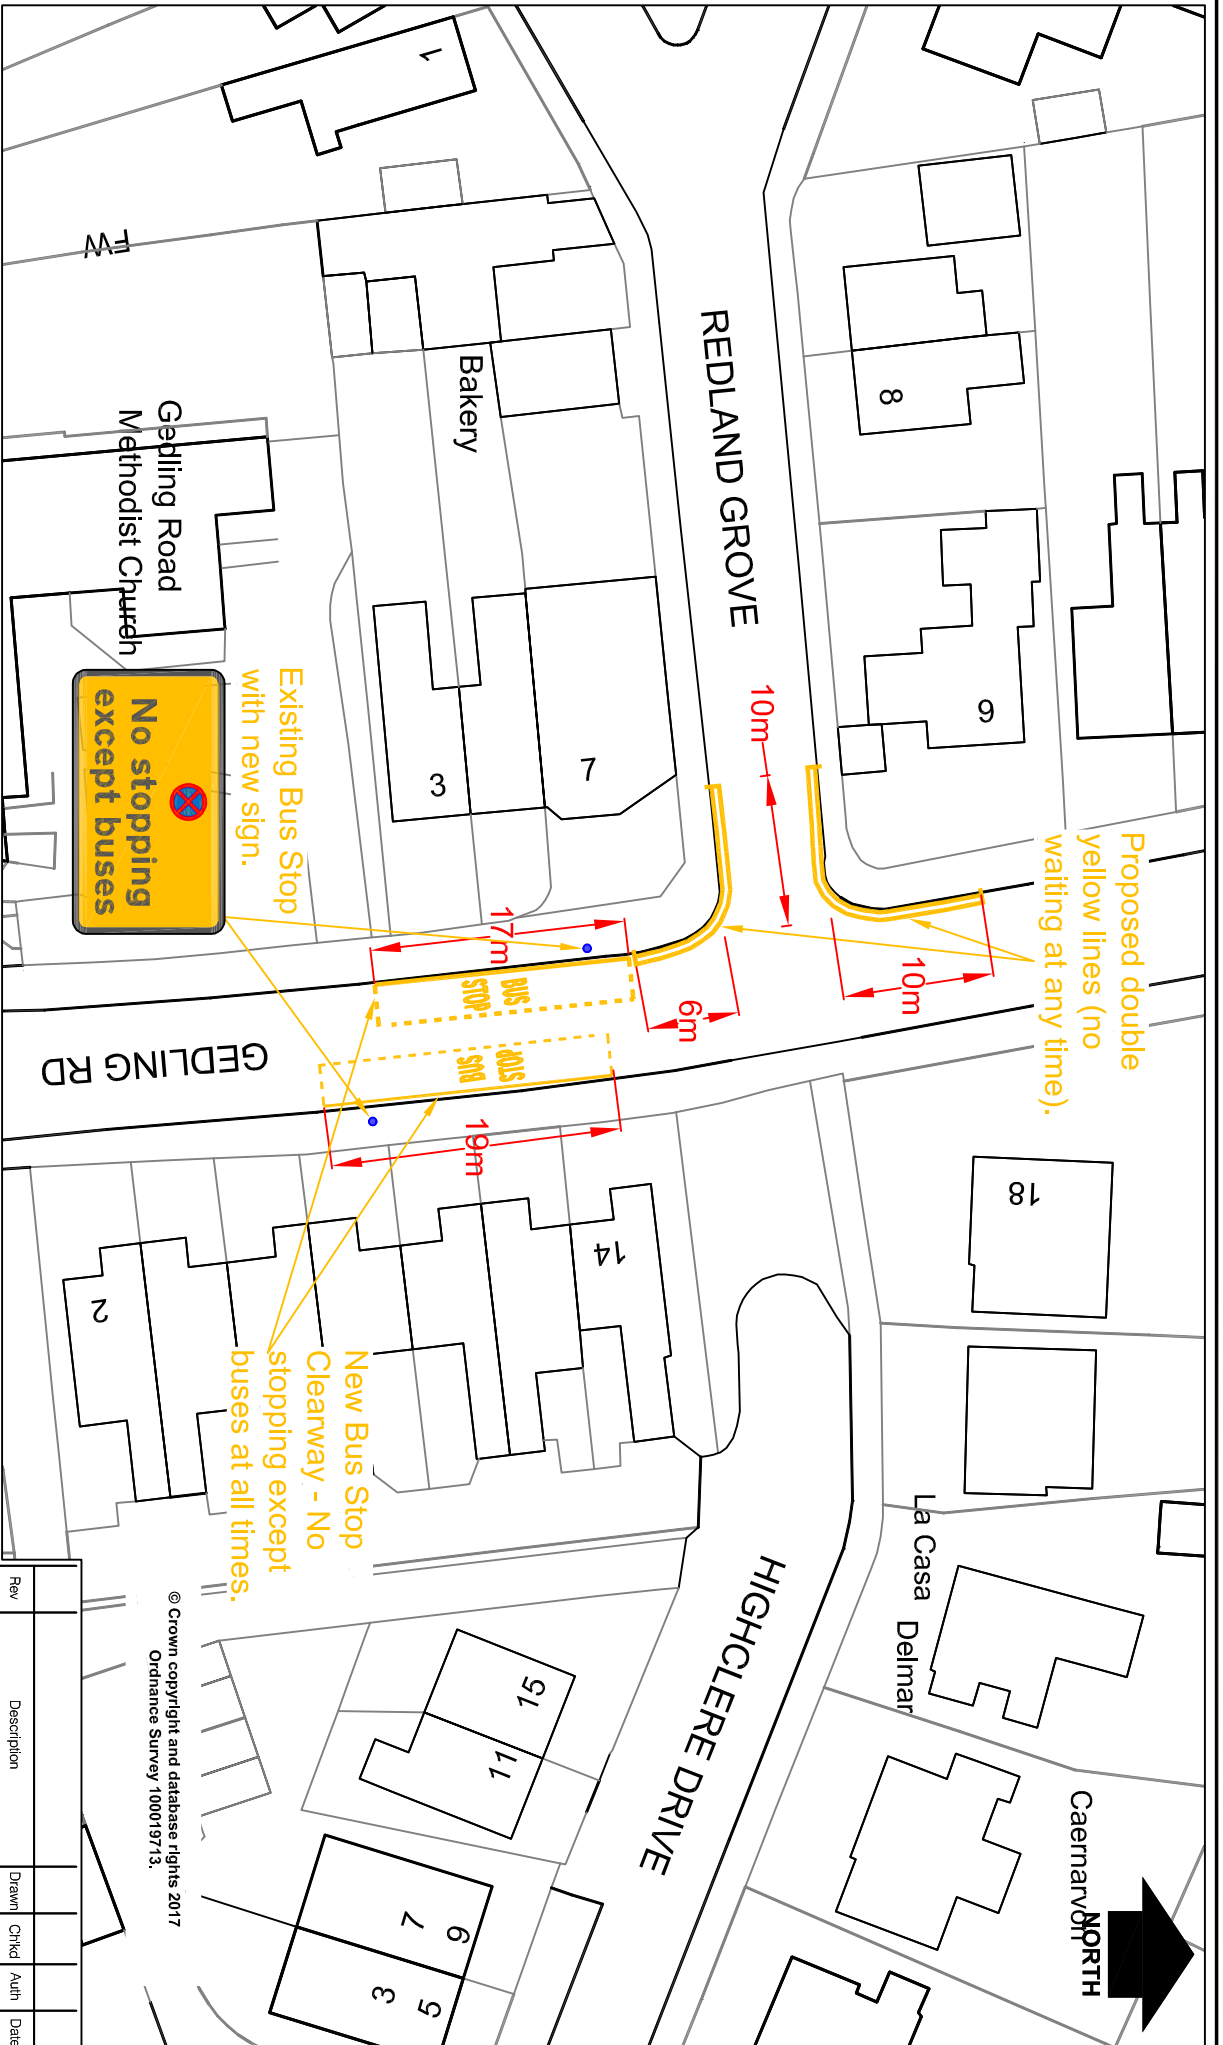 Proposed double
yellow lines (no
waiting at any time).
10m
10m
6m
17m
19m
REDLAND GROVE
GEDLING RD
HIGHCLERE DRIVE
BUS
STOP
BUS
STOP
Existing Bus Stop
with new sign.
No stopping
except buses
New Bus Stop
Clearway - No
stopping except
buses at all times.
Gedling Road
Methodist Church
Bakery
FW
1
8
6
3
7
2
14
18
La Casa
Delmar
Caernarvon
NORTH
15
11
7
9
3
5
© Crown copyright and database rights 2017
Ordnance Survey 100019713.
Rev
Description
Drawn
Ch'kd
Auth
Date